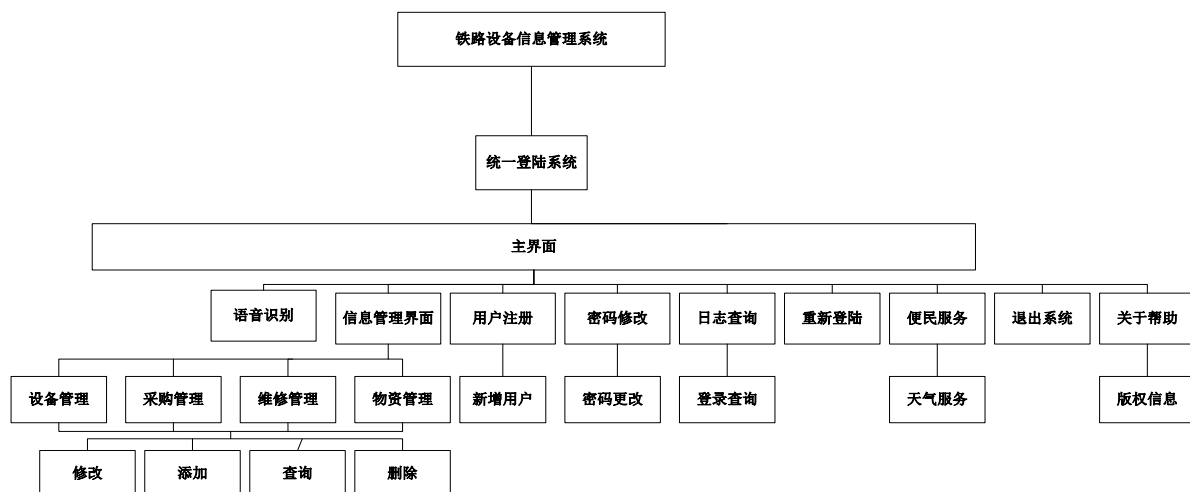 铁路设备信息管理系统
统一登陆系统
主界面
语音识别
信息管理界面
用户注册
密码修改
日志查询
重新登陆
便民服务
退出系统
关于帮助
设备管理
采购管理
维修管理
物资管理
新增用户
密码更改
登录查询
天气服务
版权信息
修改
添加
查询
删除